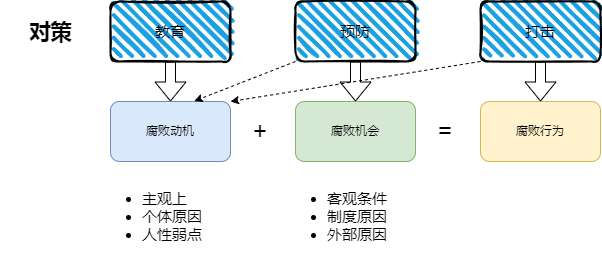 对策
教育
预防
打击
腐败动机
+
腐败机会
=
腐败行为
• 主观上
• 个体原因
• 人性弱点
• 客观条件
• 制度原因
• 外部原因